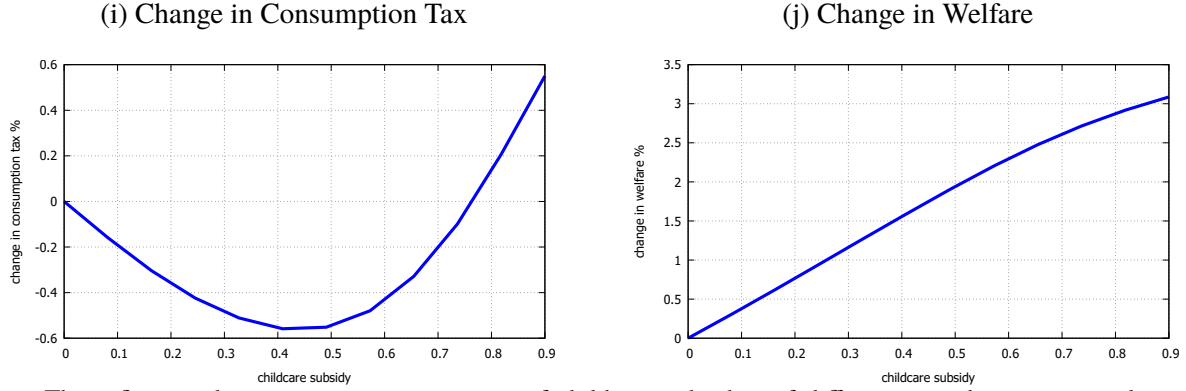 (i) Change in Consumption Tax
(j) Change in Welfare
0.6
0.4
0.2
0
-0.2
-0.4
-0.6
change in consumption tax %
0 0.1 0.2 0.3 0.4 0.5 0.6 0.7 0.8 0.9
childcare subsidy
3.5
3
2.5
2
1.5
1
0.5
0
change in welfare %
0 0.1 0.2 0.3 0.4 0.5 0.6 0.7 0.8 0.9
childcare subsidy